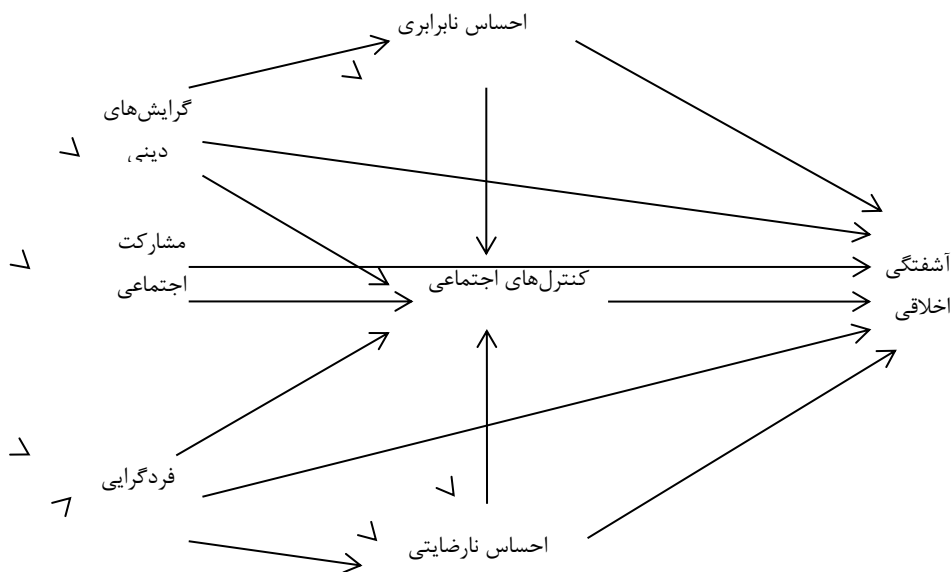 احساس نابرابری
گرایش‌های
دینی
مشارکت
اجتماعی
کنترل‌های اجتماعی
آشفتگی
اخلاقی
فردگرایی
احساس نارضایتی